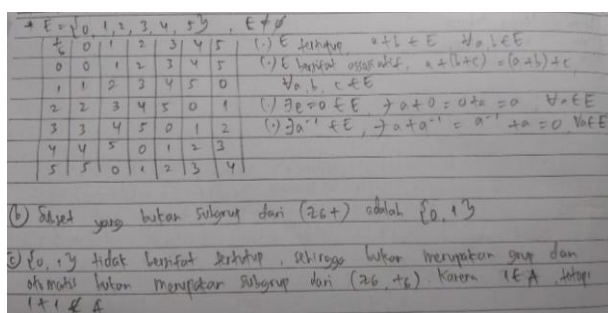 * E = {0, 1, 2, 3, 4, 5}, E ≠ ∅
+6 0 1 2 3 4 5 (·) E tertutup, a+b ∈ E, ∀a, b ∈ E
0 0 1 2 3 4 5 (·) E bersifat assosiatif, a+(b+c) = (a+b)+c,
1 1 2 3 4 5 0 ∀a, b, c ∈ E
2 2 3 4 5 0 1 (·) ∃e=0 ∈ E, ∋ a+0 = 0+a = a ∀a∈E
3 3 4 5 0 1 2 (·) ∃a⁻¹ ∈ E, ∋ a+a⁻¹ = a⁻¹+a = 0, ∀a∈E
4 4 5 0 1 2 3
5 5 0 1 2 3 4
(b) Subset yang bukan subgrup dari (Z6+) adalah {0, 1}
(c) {0, 1} tidak bersifat tertutup, sehingga bukan merupakan grup dan
otomatis bukan merupakan subgrup dari (Z6, +6). Karena 1 ∈ A, tetapi
1+1 ∉ A